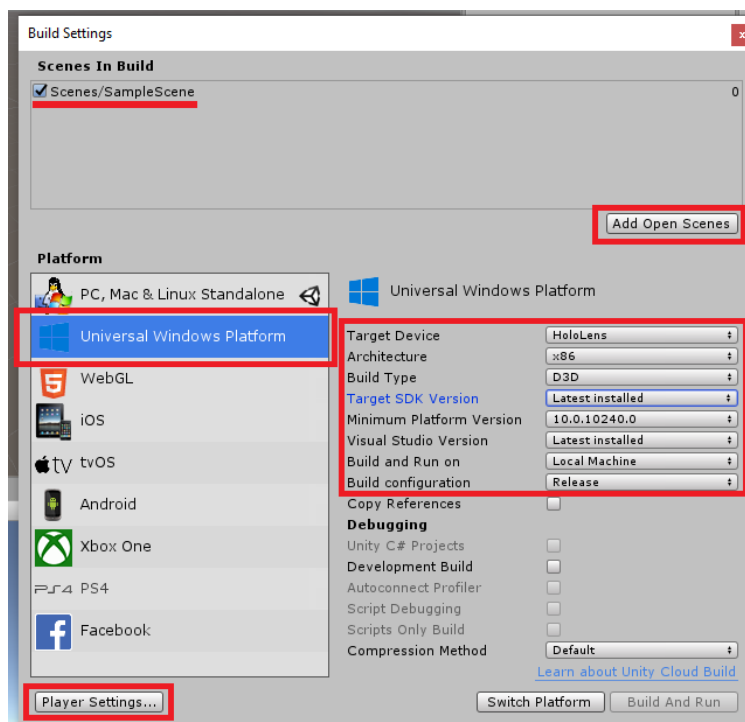 Build Settings
x
Scenes In Build
Scenes/SampleScene 0
Add Open Scenes
Platform
PC, Mac & Linux Standalone
Universal Windows Platform
WebGL
iOS
tv tvOS
Android
Xbox One
PS4 PS4
Facebook
Universal Windows Platform
Target Device HoloLens
Architecture x86
Build Type D3D
Target SDK Version Latest installed
Minimum Platform Version 10.0.10240.0
Visual Studio Version Latest installed
Build and Run on Local Machine
Build configuration Release
Copy References
Debugging
Unity C# Projects
Development Build
Autoconnect Profiler
Script Debugging
Scripts Only Build
Compression Method Default
Learn about Unity Cloud Build
Player Settings...
Switch Platform
Build And Run